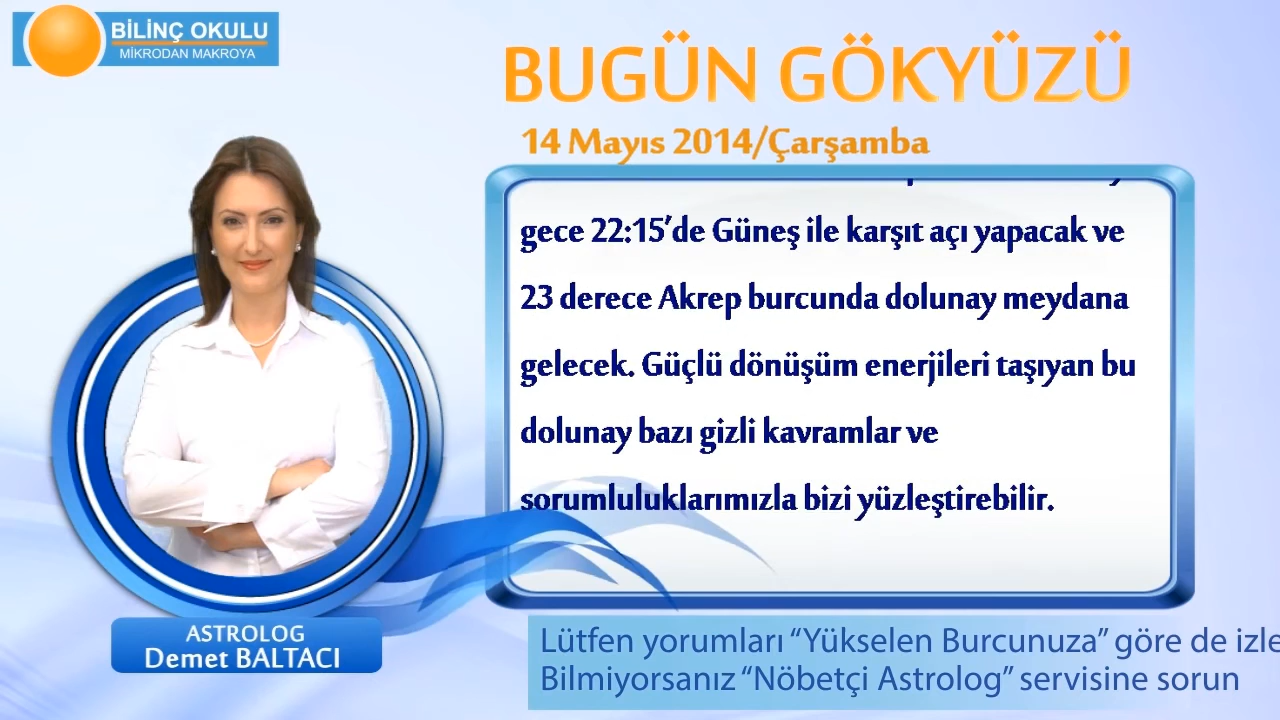 BİLİNÇ OKULU
MİKRODAN MAKROYA
BUGÜN GÖKYÜZÜ
14 Mayıs 2014/Çarşamba
gece 22:15'de Güneş ile karşıt açı yapacak ve
23 derece Akrep burcunda dolunay meydana
gelecek. Güçlü dönüşüm enerjileri taşıyan bu
dolunay bazı gizli kavramlar ve
sorumluluklarımızla bizi yüzleştirebilir.
ASTROLOG
Demet BALTACI
Lütfen yorumları “Yükselen Burcunuza” göre de izle
Bilmiyorsanız “Nöbetçi Astrolog” servisine sorun